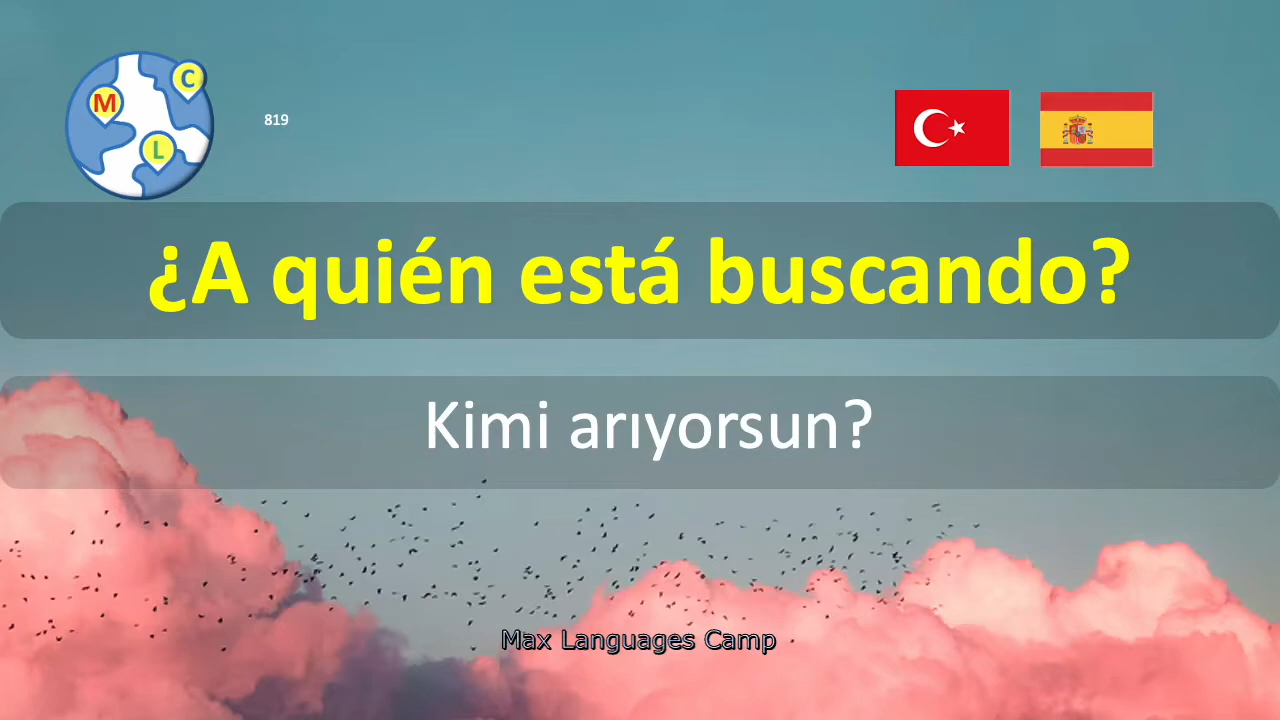 C
M
L
819
¿A quién está buscando?
Kimi arıyorsun?
Max Languages Camp